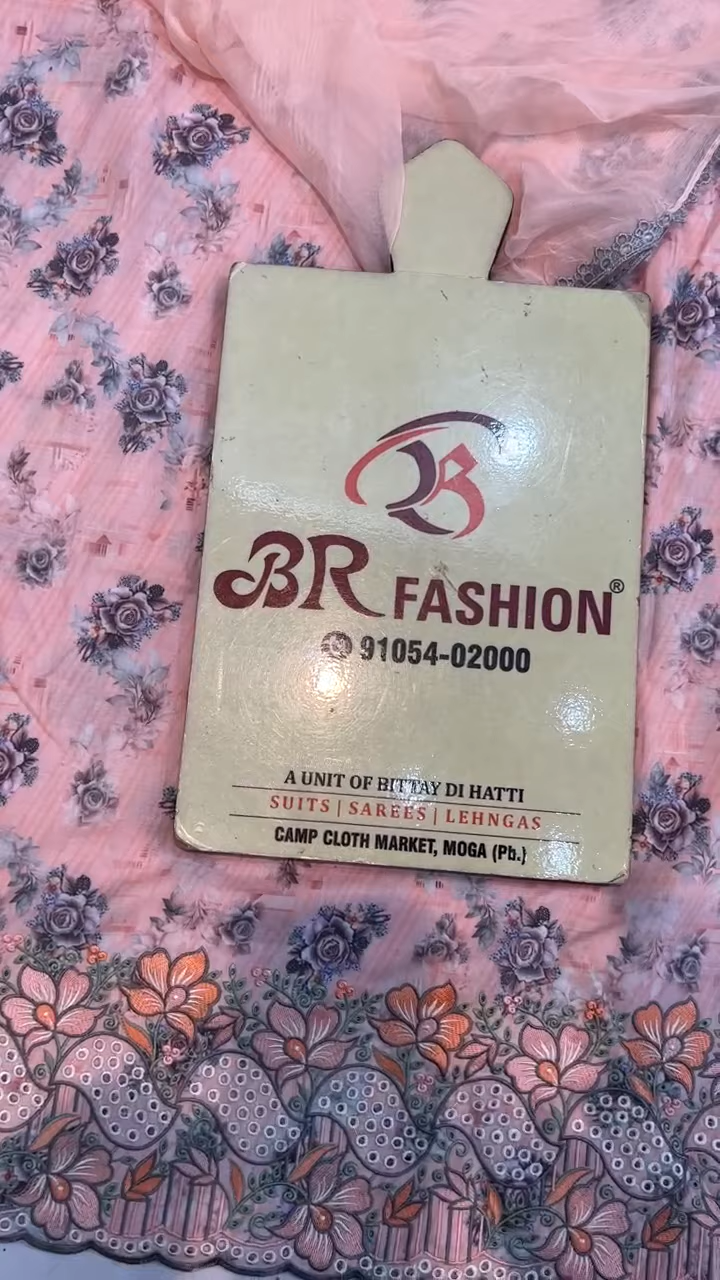 BR FASHION®
91054-02000
A UNIT OF BITTAY DI HATTI
SUITS | SAREES | LEHNGAS
CAMP CLOTH MARKET, MOGA (Pb.)